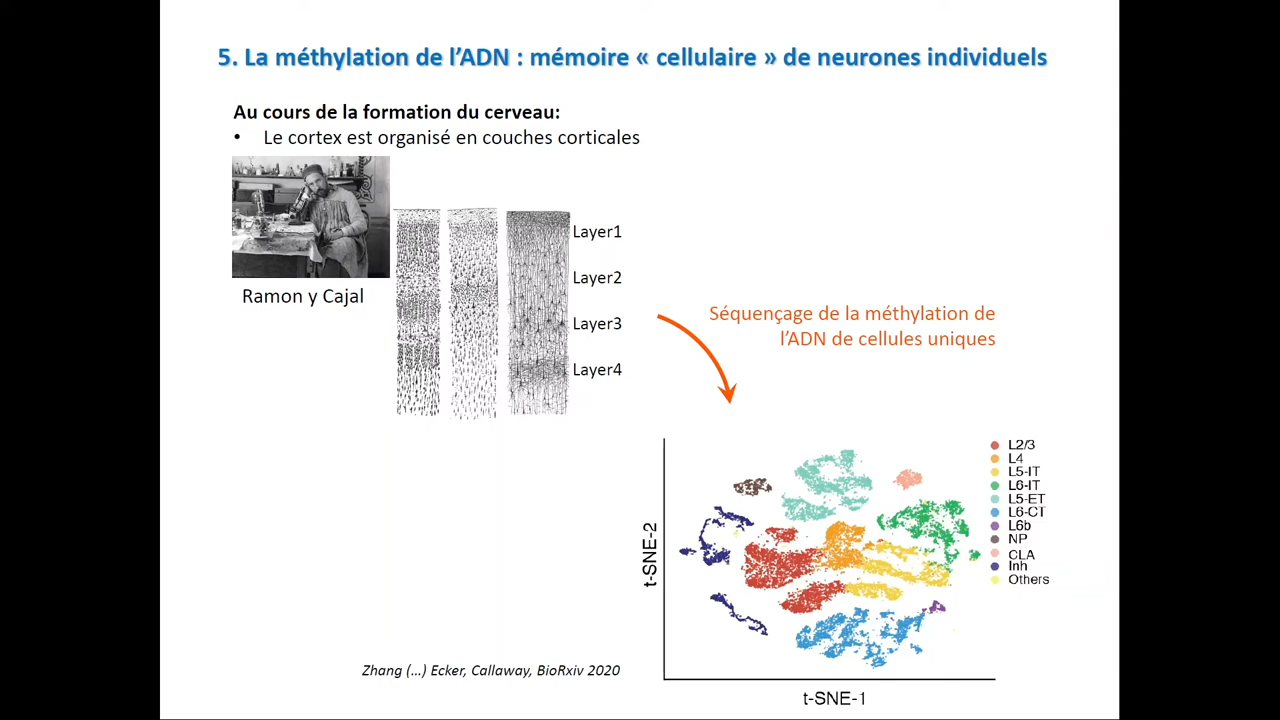 5. La méthylation de l’ADN : mémoire « cellulaire » de neurones individuels
Au cours de la formation du cerveau:
• Le cortex est organisé en couches corticales
Ramon y Cajal
Layer1
Layer2
Layer3
Layer4
Séquençage de la méthylation de
l’ADN de cellules uniques
L2/3
L4
L5-IT
L6-IT
L5-ET
L6-CT
L6b
NP
CLA
Inh
Others
t-SNE-2
t-SNE-1
Zhang (…) Ecker, Callaway, BioRxiv 2020